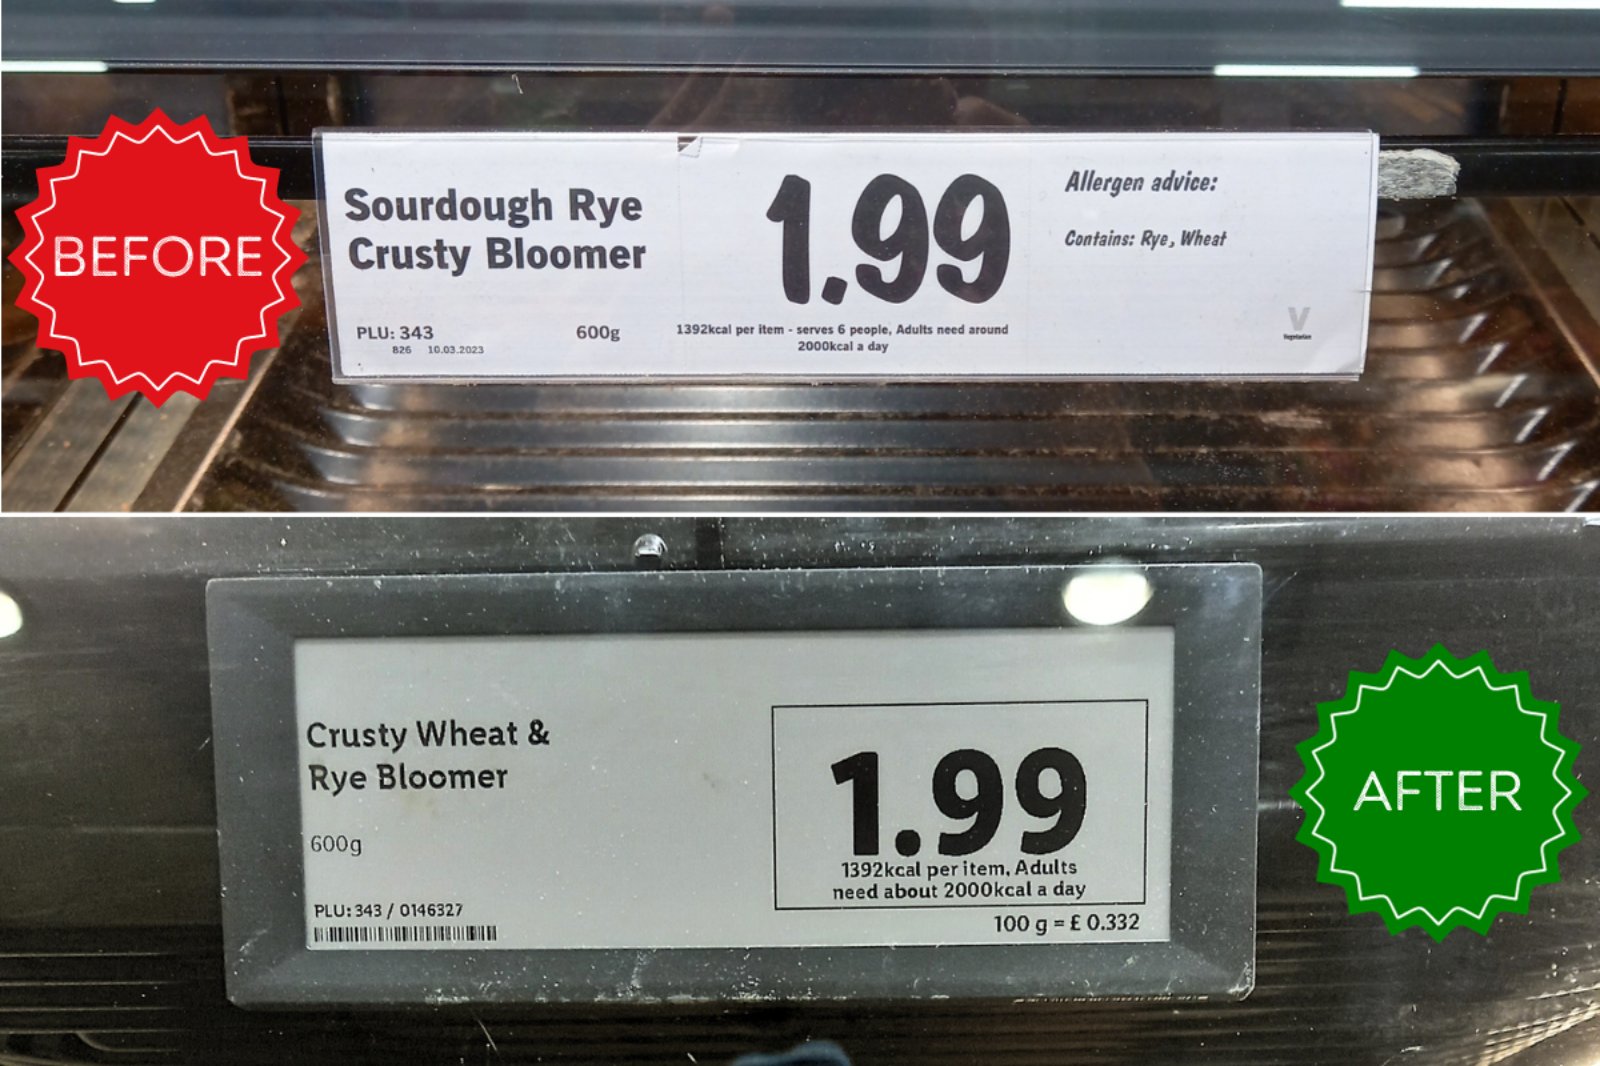 BEFORE
Sourdough Rye
Crusty Bloomer
PLU: 343
826 10.03.2023
600g
1.99
1392kcal per item - serves 6 people, Adults need around
2000kcal a day
Allergen advice:
Contains: Rye, Wheat
V
Vegetarian
Crusty Wheat &
Rye Bloomer
600g
PLU: 343 / 0146327
1.99
1392kcal per item, Adults
need about 2000kcal a day
100 g = £ 0.332
AFTER